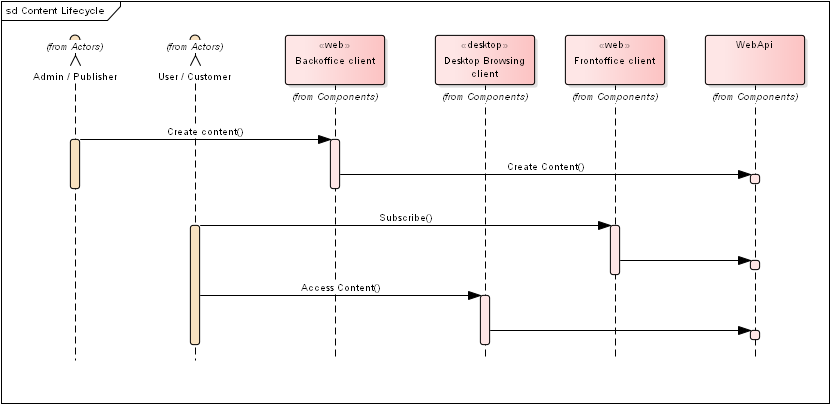 sd Content Lifecycle
(from Actors)
Admin / Publisher
(from Actors)
User / Customer
«web»
Backoffice client
(from Components)
«desktop»
Desktop Browsing
client
(from Components)
«web»
Frontoffice client
(from Components)
WebApi
(from Components)
Create content()
Create Content()
Subscribe()
Access Content()